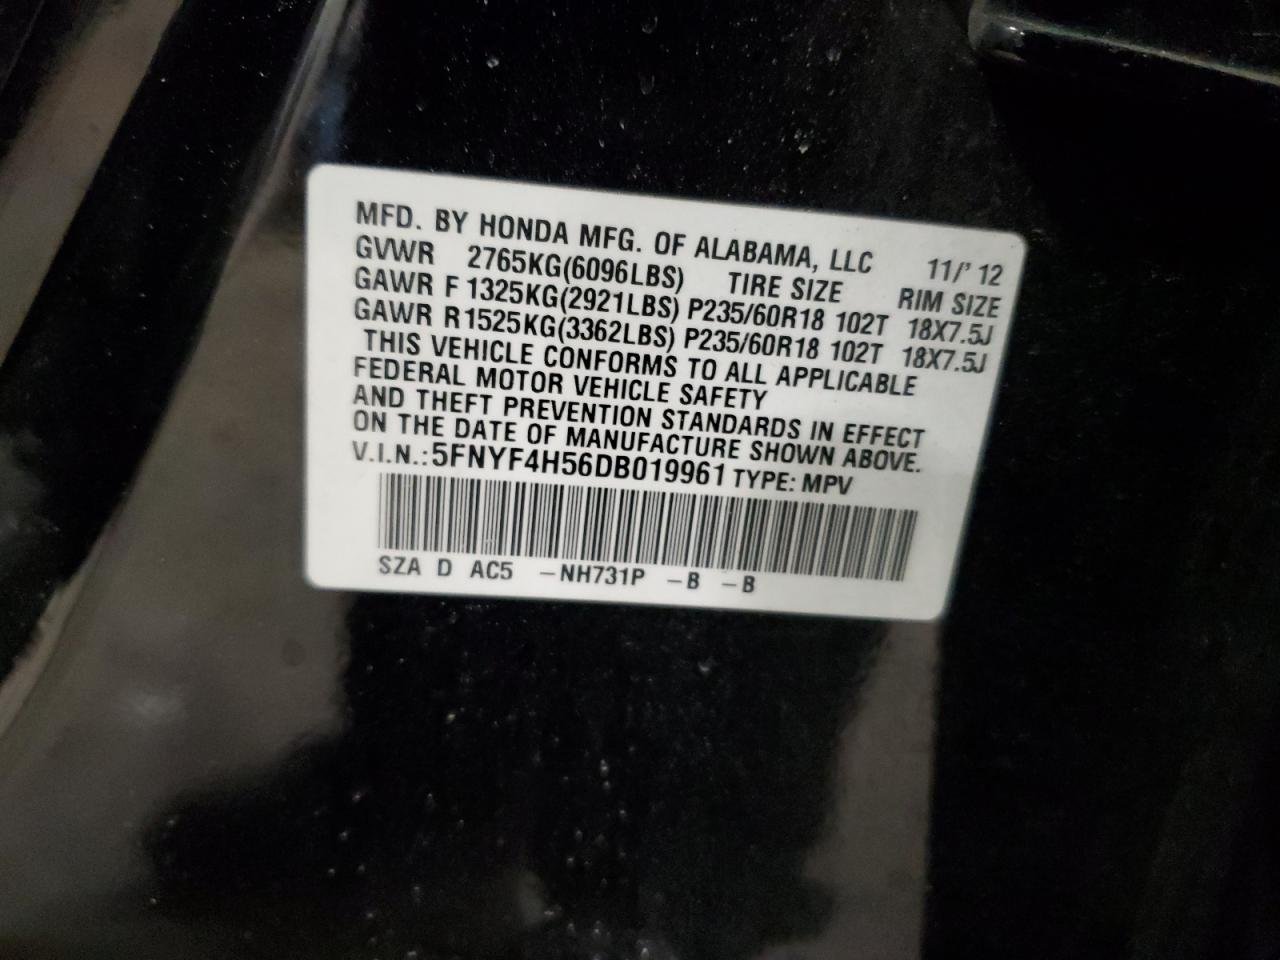 MFD. BY HONDA MFG. OF ALABAMA, LLC 11/' 12
GVWR 2765KG(6096LBS) TIRE SIZE RIM SIZE
GAWR F 1325KG(2921LBS) P235/60R18 102T 18X7.5J
GAWR R1525KG(3362LBS) P235/60R18 102T 18X7.5J
THIS VEHICLE CONFORMS TO ALL APPLICABLE
FEDERAL MOTOR VEHICLE SAFETY
AND THEFT PREVENTION STANDARDS IN EFFECT
ON THE DATE OF MANUFACTURE SHOWN ABOVE.
V.I.N.:5FNYF4H56DB019961 TYPE: MPV
SZA D AC5 -NH731P -B -B